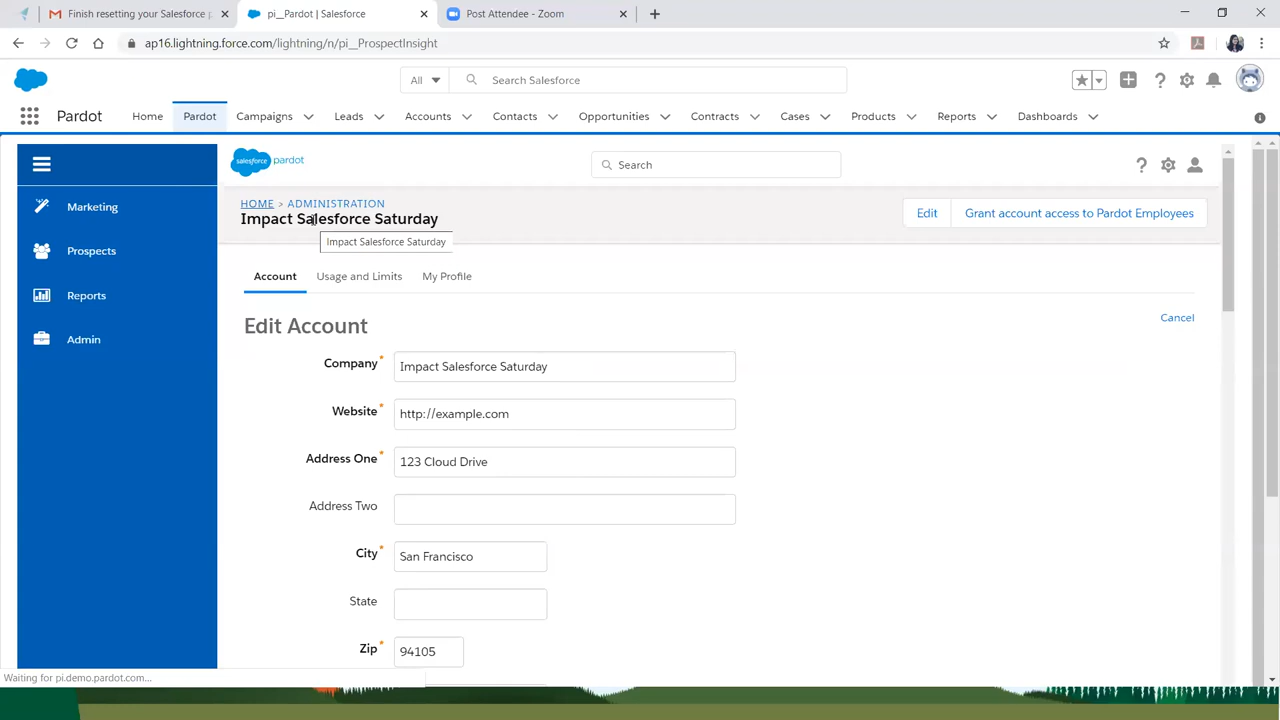 Finish resetting your Salesforce p
pi__Pardot | Salesforce
Post Attendee - Zoom
ap16.lightning.force.com/lightning/n/pi__ProspectInsight
All
Search Salesforce
Pardot
Home
Pardot
Campaigns
Leads
Accounts
Contacts
Opportunities
Contracts
Cases
Products
Reports
Dashboards
salesforce pardot
Search
Marketing
Prospects
Reports
Admin
HOME > ADMINISTRATION
Impact Salesforce Saturday
Edit
Grant account access to Pardot Employees
Impact Salesforce Saturday
Account
Usage and Limits
My Profile
Edit Account
Cancel
Company* Impact Salesforce Saturday
Website* http://example.com
Address One* 123 Cloud Drive
Address Two
City* San Francisco
State
Zip* 94105
Waiting for pi.demo.pardot.com...